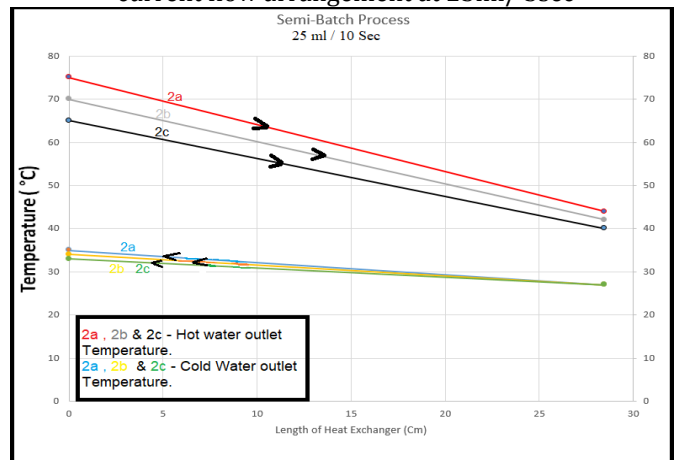 Semi-Batch Process
25 ml / 10 Sec
80
80
70
70
60
60
50
50
40
40
30
30
20
20
10
10
0
0
2a
2b
2c
2a
2b 2c
Temperature ( °C)
2a , 2b & 2c - Hot water outlet
Temperature.
2a, 2b & 2c - Cold Water outlet
Temperature.
0
5
10
15
20
25
30
Length of Heat Exchanger (Cm)